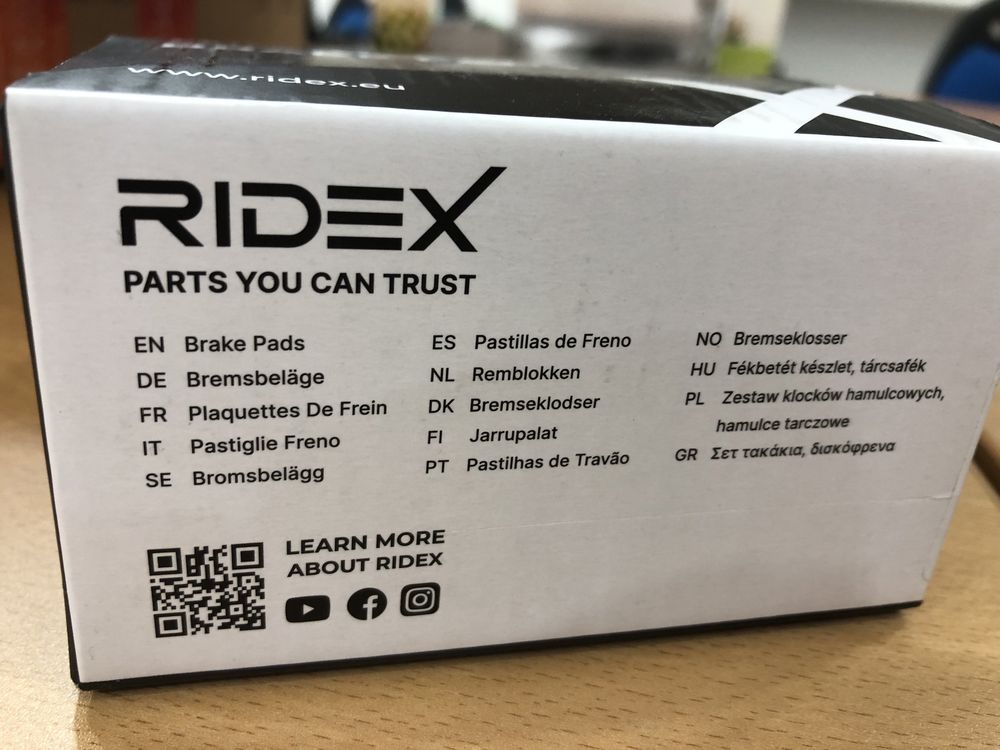 www.ridex.eu
RIDEX
PARTS YOU CAN TRUST
EN Brake Pads
DE Bremsbeläge
FR Plaquettes De Frein
IT Pastiglie Freno
SE Bromsbelägg
ES Pastillas de Freno
NL Remblokken
DK Bremseklodser
FI Jarrupalat
PT Pastilhas de Travão
NO Bremseklosser
HU Fékbetét készlet, tárcsafék
PL Zestaw klocków hamulcowych,
hamulce tarczowe
GR Σετ τακάκια, δισκόφρενα
LEARN MORE
ABOUT RIDEX